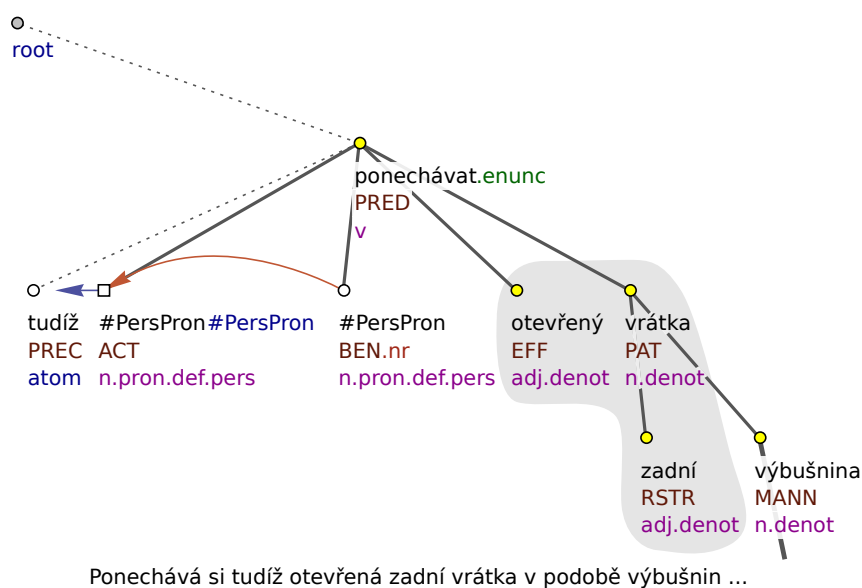 root
ponechávat.enunc
PRED
v
tudíž #PersPron#PersPron #PersPron otevřený vrátka
PREC ACT BEN.nr EFF PAT
atom n.pron.def.pers n.pron.def.pers adj.denot n.denot
zadní výbušnina
RSTR MANN
adj.denot n.denot
Ponechává si tudíž otevřená zadní vrátka v podobě výbušnin ...